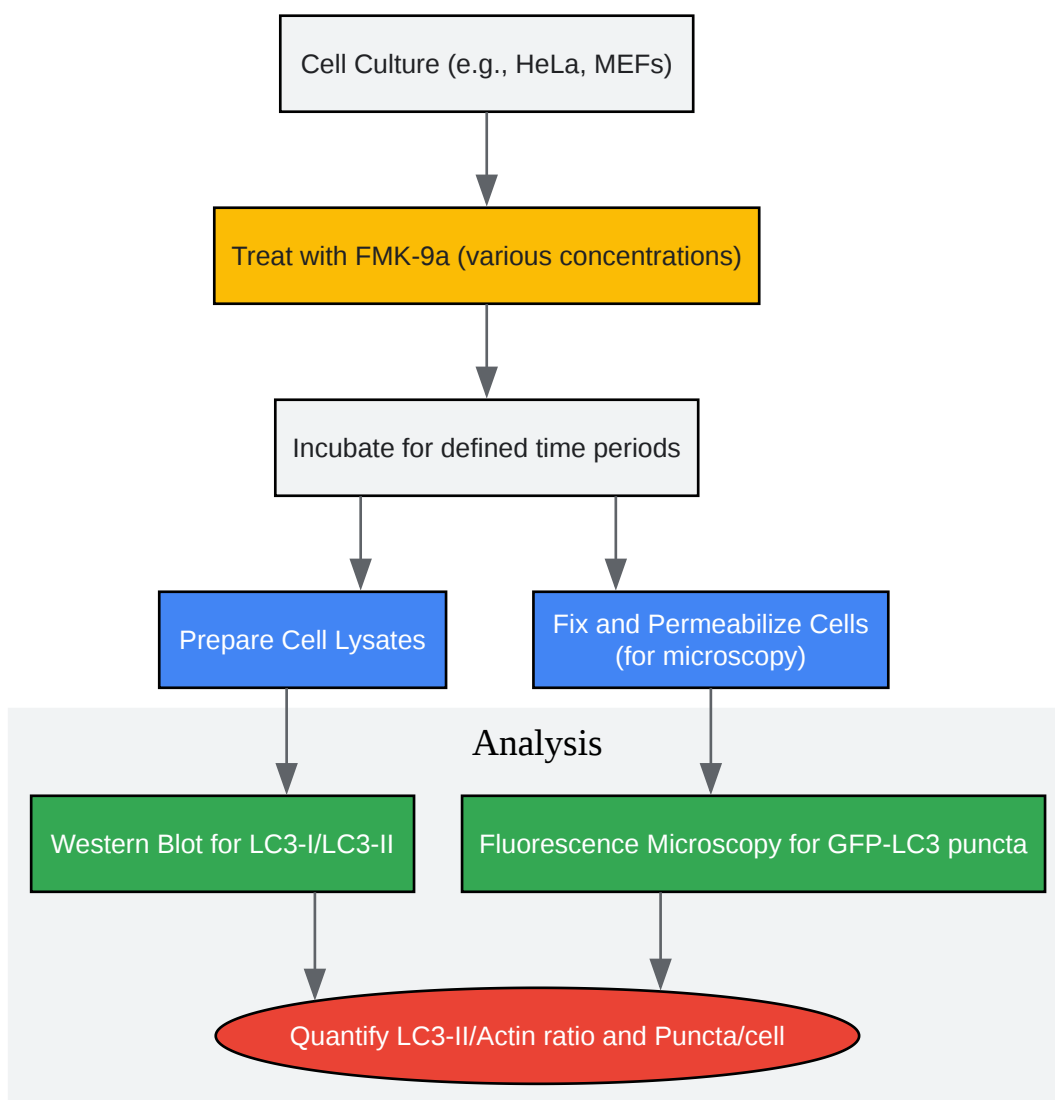 Cell Culture (e.g., HeLa, MEFs)
Treat with FMK-9a (various concentrations)
Incubate for defined time periods
Prepare Cell Lysates
Fix and Permeabilize Cells
(for microscopy)
Analysis
Western Blot for LC3-I/LC3-II
Fluorescence Microscopy for GFP-LC3 puncta
Quantify LC3-II/Actin ratio and Puncta/cell